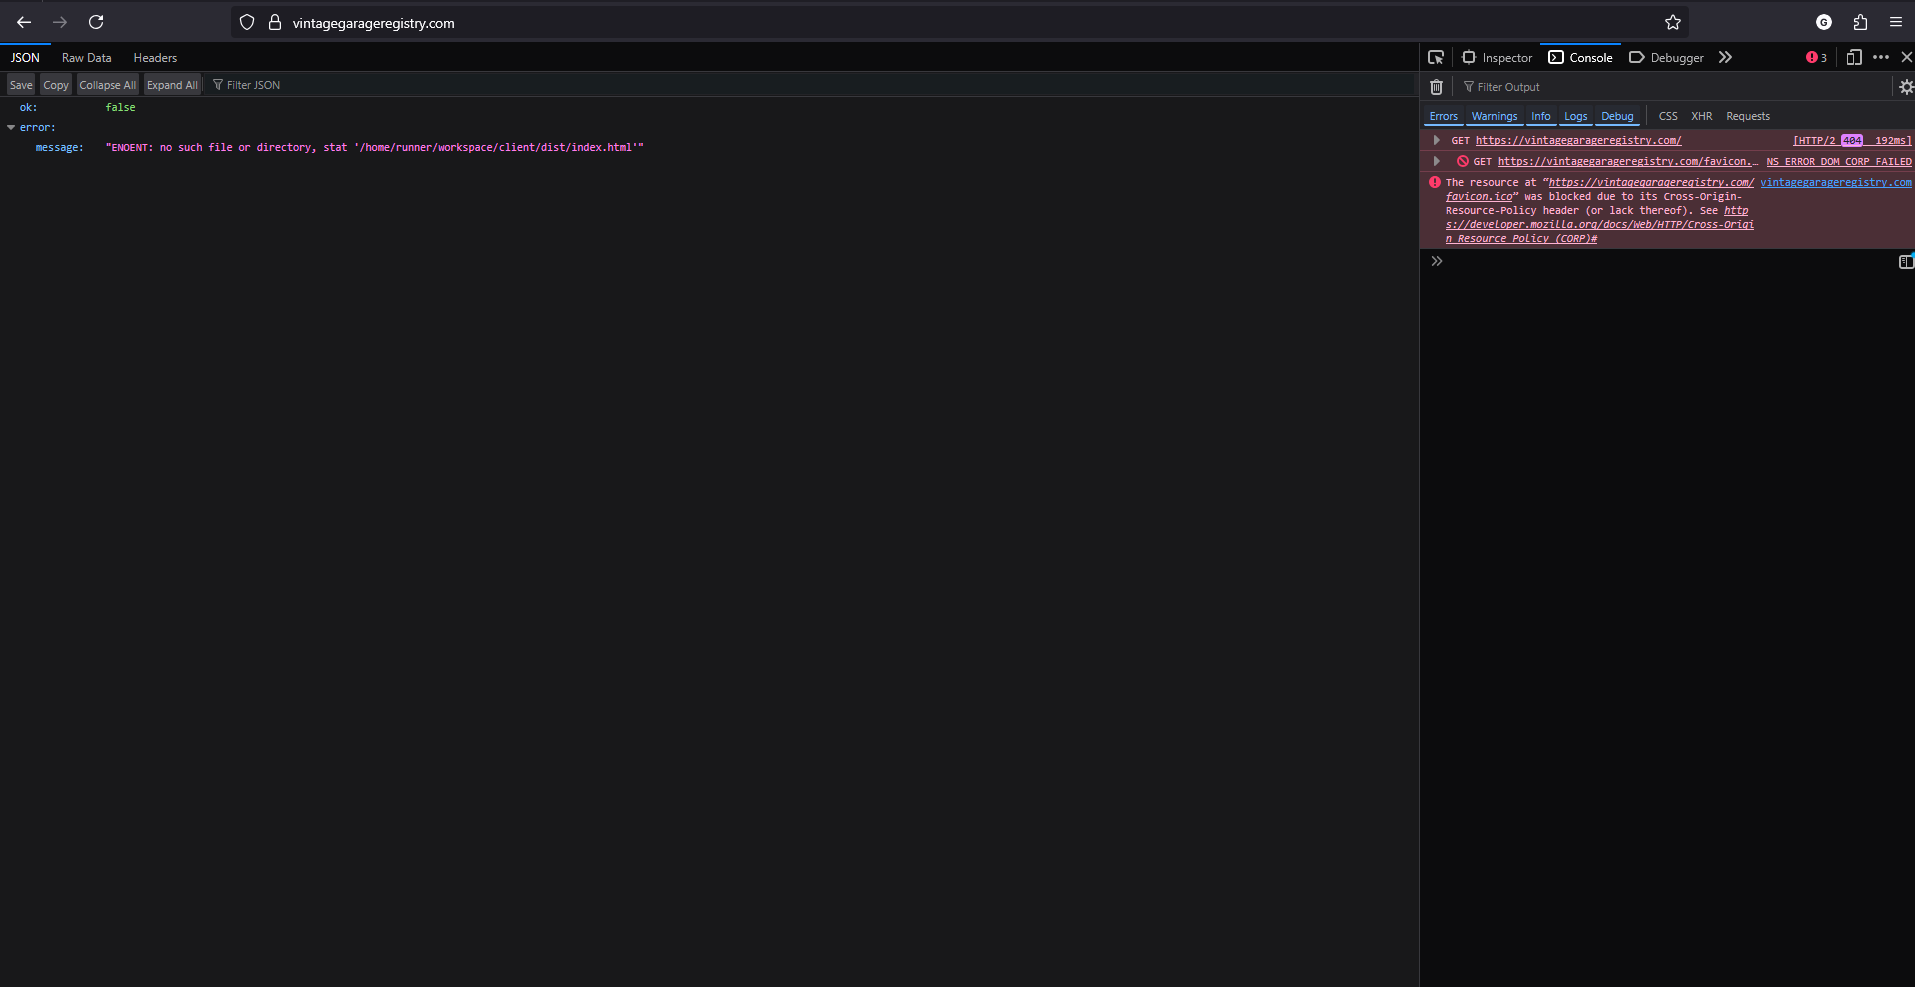 vintagegarageregistry.com
G
JSON Raw Data Headers
Save Copy Collapse All Expand All Filter JSON
ok: false
error:
message: "ENOENT: no such file or directory, stat '/home/runner/workspace/client/dist/index.html'"
Inspector Console Debugger 3
Filter Output
Errors Warnings Info Logs Debug CSS XHR Requests
GET https://vintagegarageregistry.com/ [HTTP/2 404 192ms]
GET https://vintagegarageregistry.com/favicon.… NS_ERROR_DOM_CORP_FAILED
The resource at “https://vintagegarageregistry.com/ vintagegarageregistry.com
favicon.ico” was blocked due to its Cross-Origin-
Resource-Policy header (or lack thereof). See http
s://developer.mozilla.org/docs/Web/HTTP/Cross-Origi
n_Resource_Policy_(CORP)#